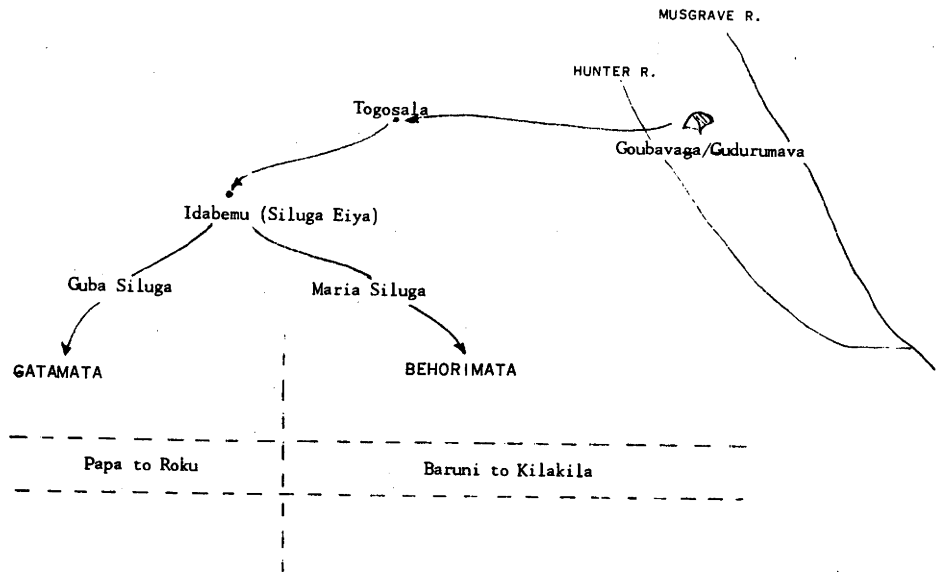 MUSGRAVE R.
HUNTER R.
Togosala
Goubavaga/Gudurumava
Idabemu (Siluga Eiya)
Guba Siluga
Maria Siluga
GATAMATA
BEHORIMATA
Papa to Roku
Baruni to Kilakila